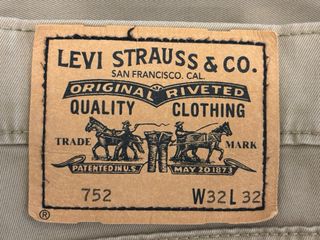 LEVI STRAUSS & CO.
SAN FRANCISCO. CAL.
ORIGINAL RIVETED
QUALITY CLOTHING
TRADE MARK
PATENTED IN U.S. MAY 20 1873
752 W32 L 32
®